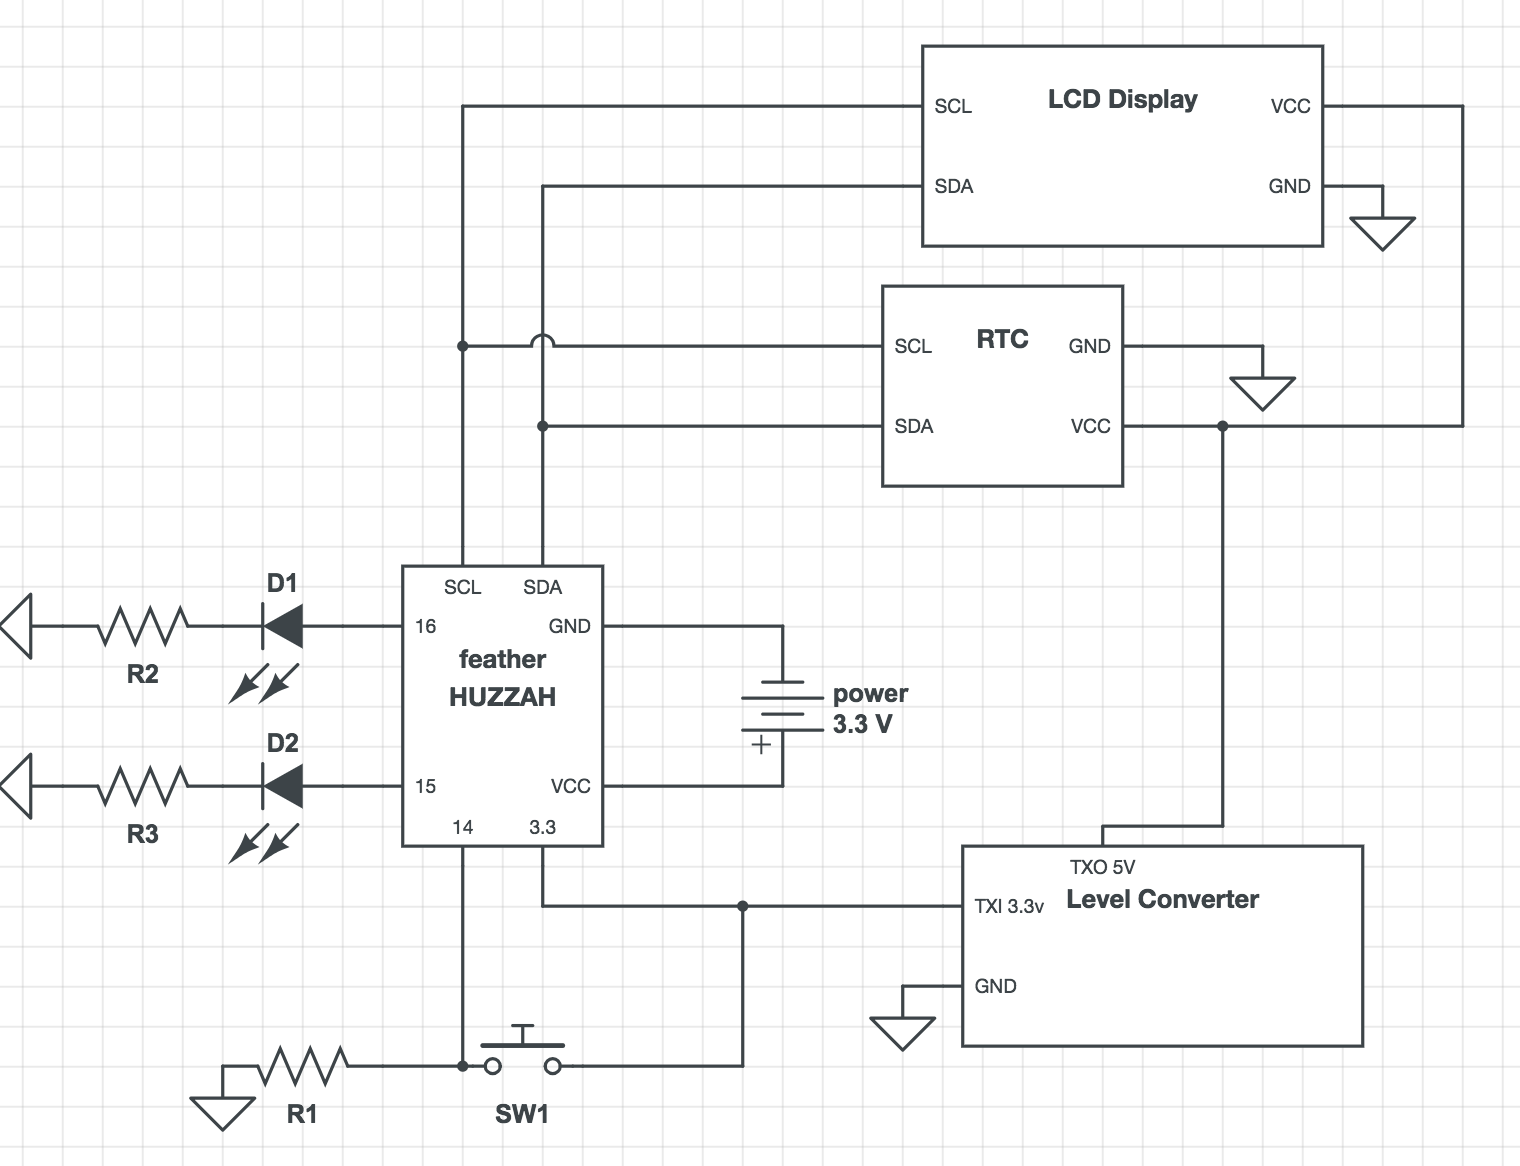 SCL
LCD Display
VCC
SDA
GND
SCL
RTC
GND
SDA
VCC
D1
SCL
SDA
16
GND
R2
feather
HUZZAH
power
3.3 V
D2
15
VCC
R3
14
3.3
TXO 5V
TXI 3.3v
Level Converter
GND
R1
SW1